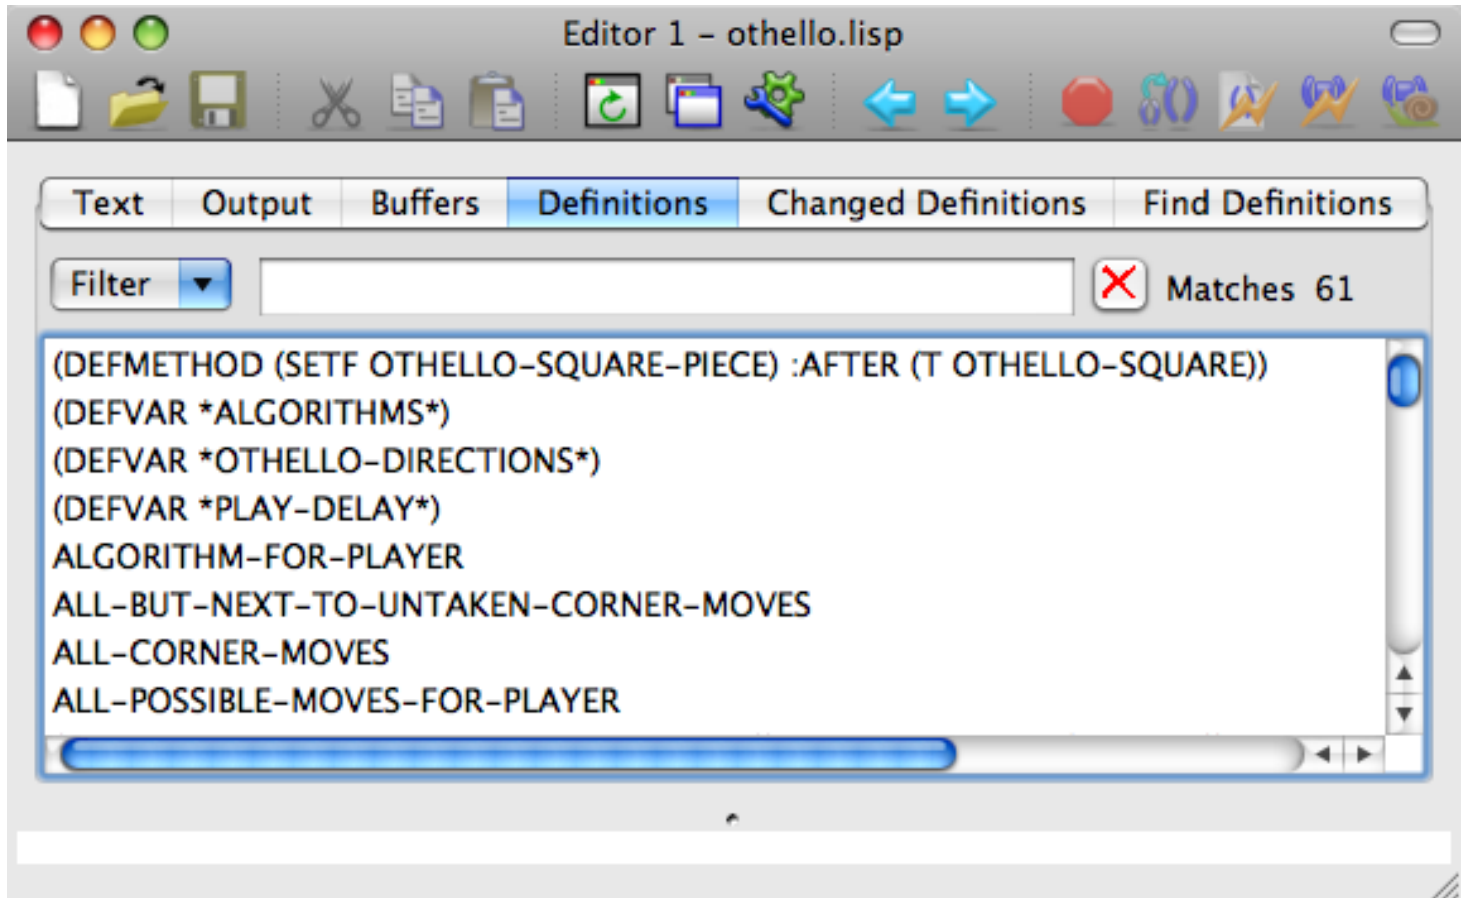 Editor 1 – othello.lisp
Text Output Buffers Definitions Changed Definitions Find Definitions
Filter Matches 61
(DEFMETHOD (SETF OTHELLO-SQUARE-PIECE) :AFTER (T OTHELLO-SQUARE))
(DEFVAR *ALGORITHMS*)
(DEFVAR *OTHELLO-DIRECTIONS*)
(DEFVAR *PLAY-DELAY*)
ALGORITHM-FOR-PLAYER
ALL-BUT-NEXT-TO-UNTAKEN-CORNER-MOVES
ALL-CORNER-MOVES
ALL-POSSIBLE-MOVES-FOR-PLAYER